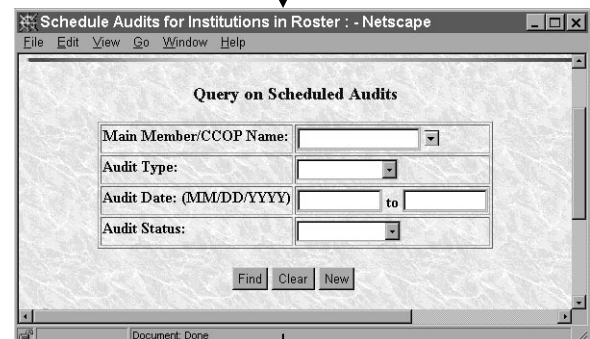 Schedule Audits for Institutions in Roster : - Netscape
File Edit View Go Window Help
Query on Scheduled Audits
Main Member/CCOP Name:
Audit Type:
Audit Date: (MM/DD/YYYY) to
Audit Status:
Find Clear New
Document: Done